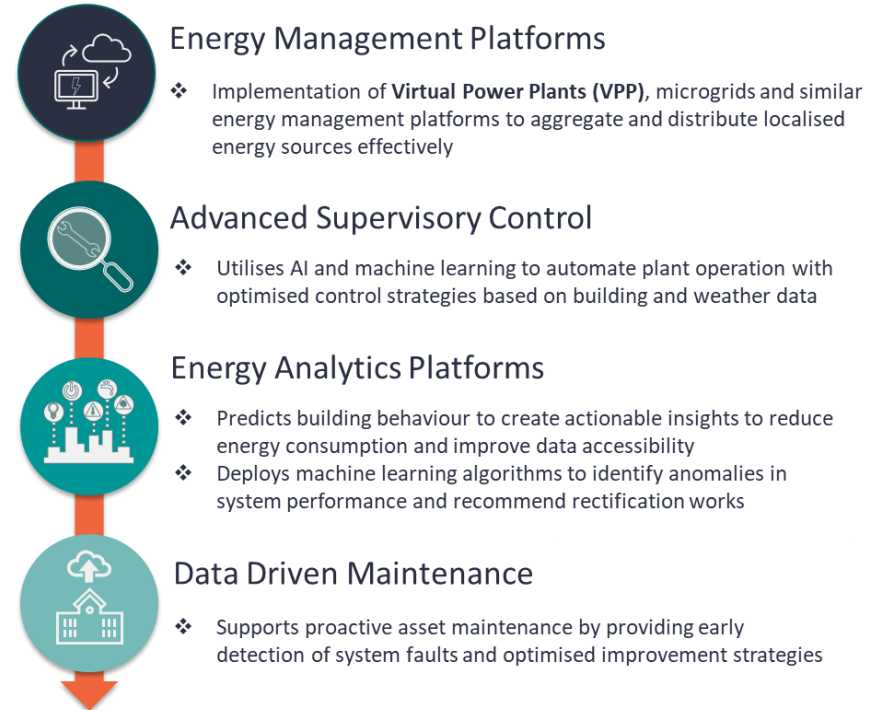 Energy Management Platforms
❖ Implementation of Virtual Power Plants (VPP), microgrids and similar
energy management platforms to aggregate and distribute localised
energy sources effectively
Advanced Supervisory Control
❖ Utilises AI and machine learning to automate plant operation with
optimised control strategies based on building and weather data
Energy Analytics Platforms
❖ Predicts building behaviour to create actionable insights to reduce
energy consumption and improve data accessibility
❖ Deploys machine learning algorithms to identify anomalies in
system performance and recommend rectification works
Data Driven Maintenance
❖ Supports proactive asset maintenance by providing early
detection of system faults and optimised improvement strategies